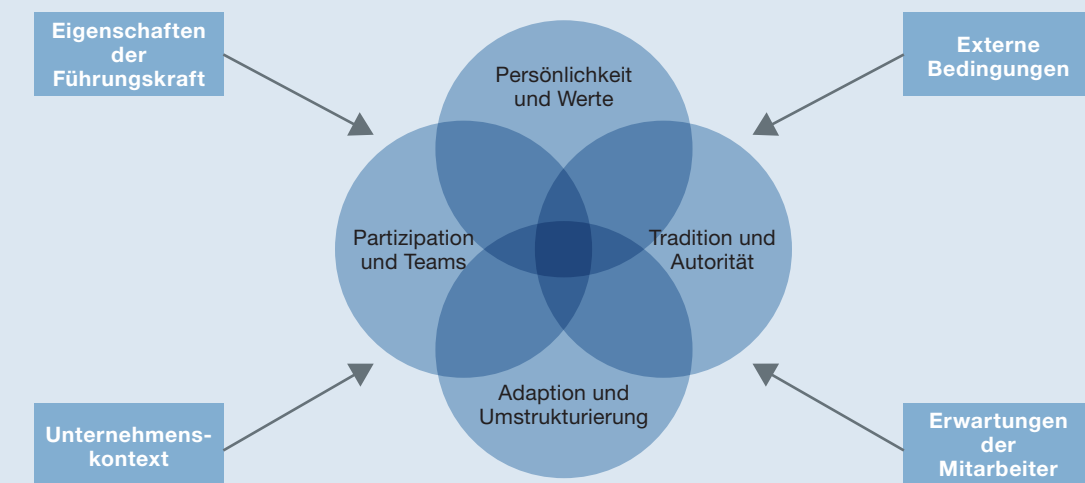 Eigenschaften
der
Führungskraft
Externe
Bedingungen
Persönlichkeit
und Werte
Partizipation
und Teams
Tradition und
Autorität
Adaption und
Umstrukturierung
Unternehmens-
kontext
Erwartungen
der
Mitarbeiter